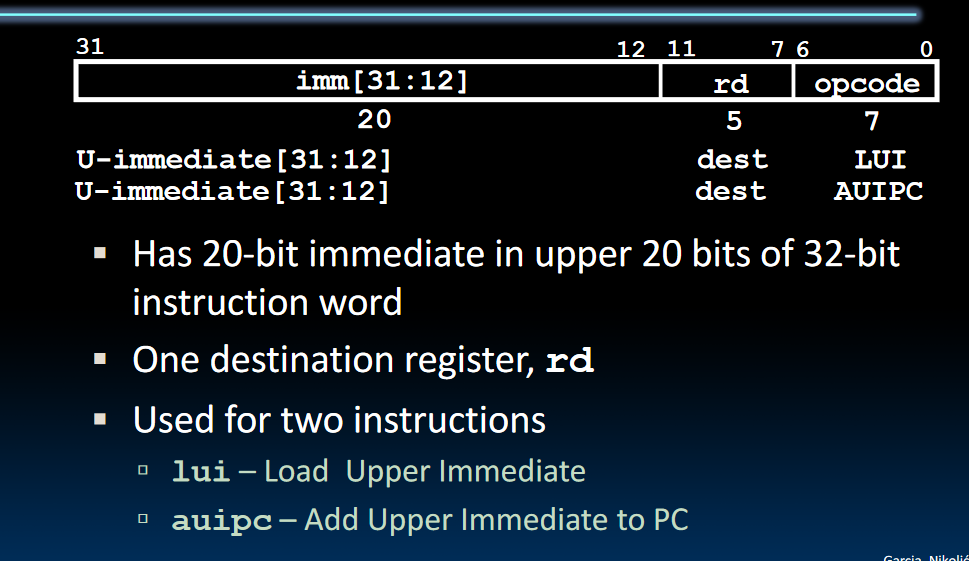 31 12 11 7 6 0
imm[31:12] rd opcode
20 5 7
U-immediate[31:12] dest LUI
U-immediate[31:12] dest AUIPC
▪ Has 20-bit immediate in upper 20 bits of 32-bit
instruction word
▪ One destination register, rd
▪ Used for two instructions
▫ lui – Load Upper Immediate
▫ auipc – Add Upper Immediate to PC
Garcia, Nikolić